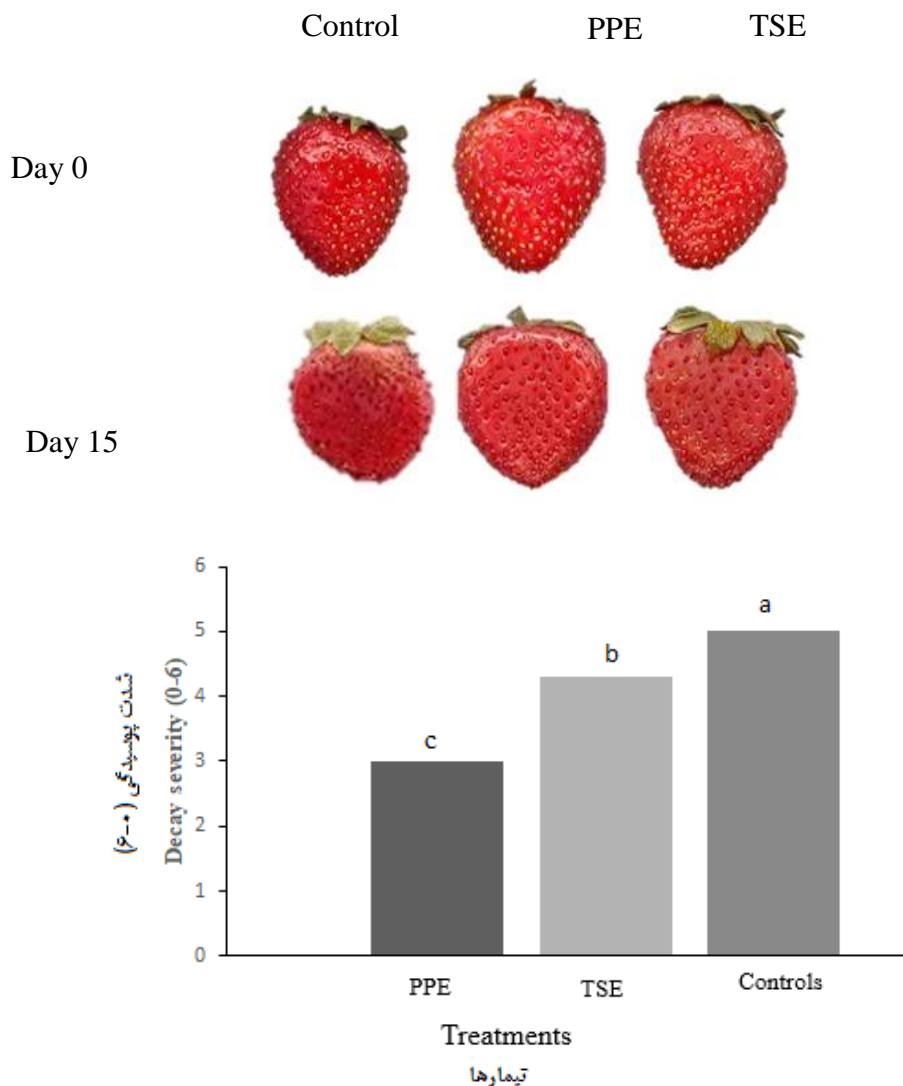 Control PPE TSE
Day 0
Day 15
شدت پوسیدگی (۰-۶)
Decay severity (0-6)
6
5
4
3
2
1
0
a
b
c
PPE TSE Controls
Treatments
تیمارها